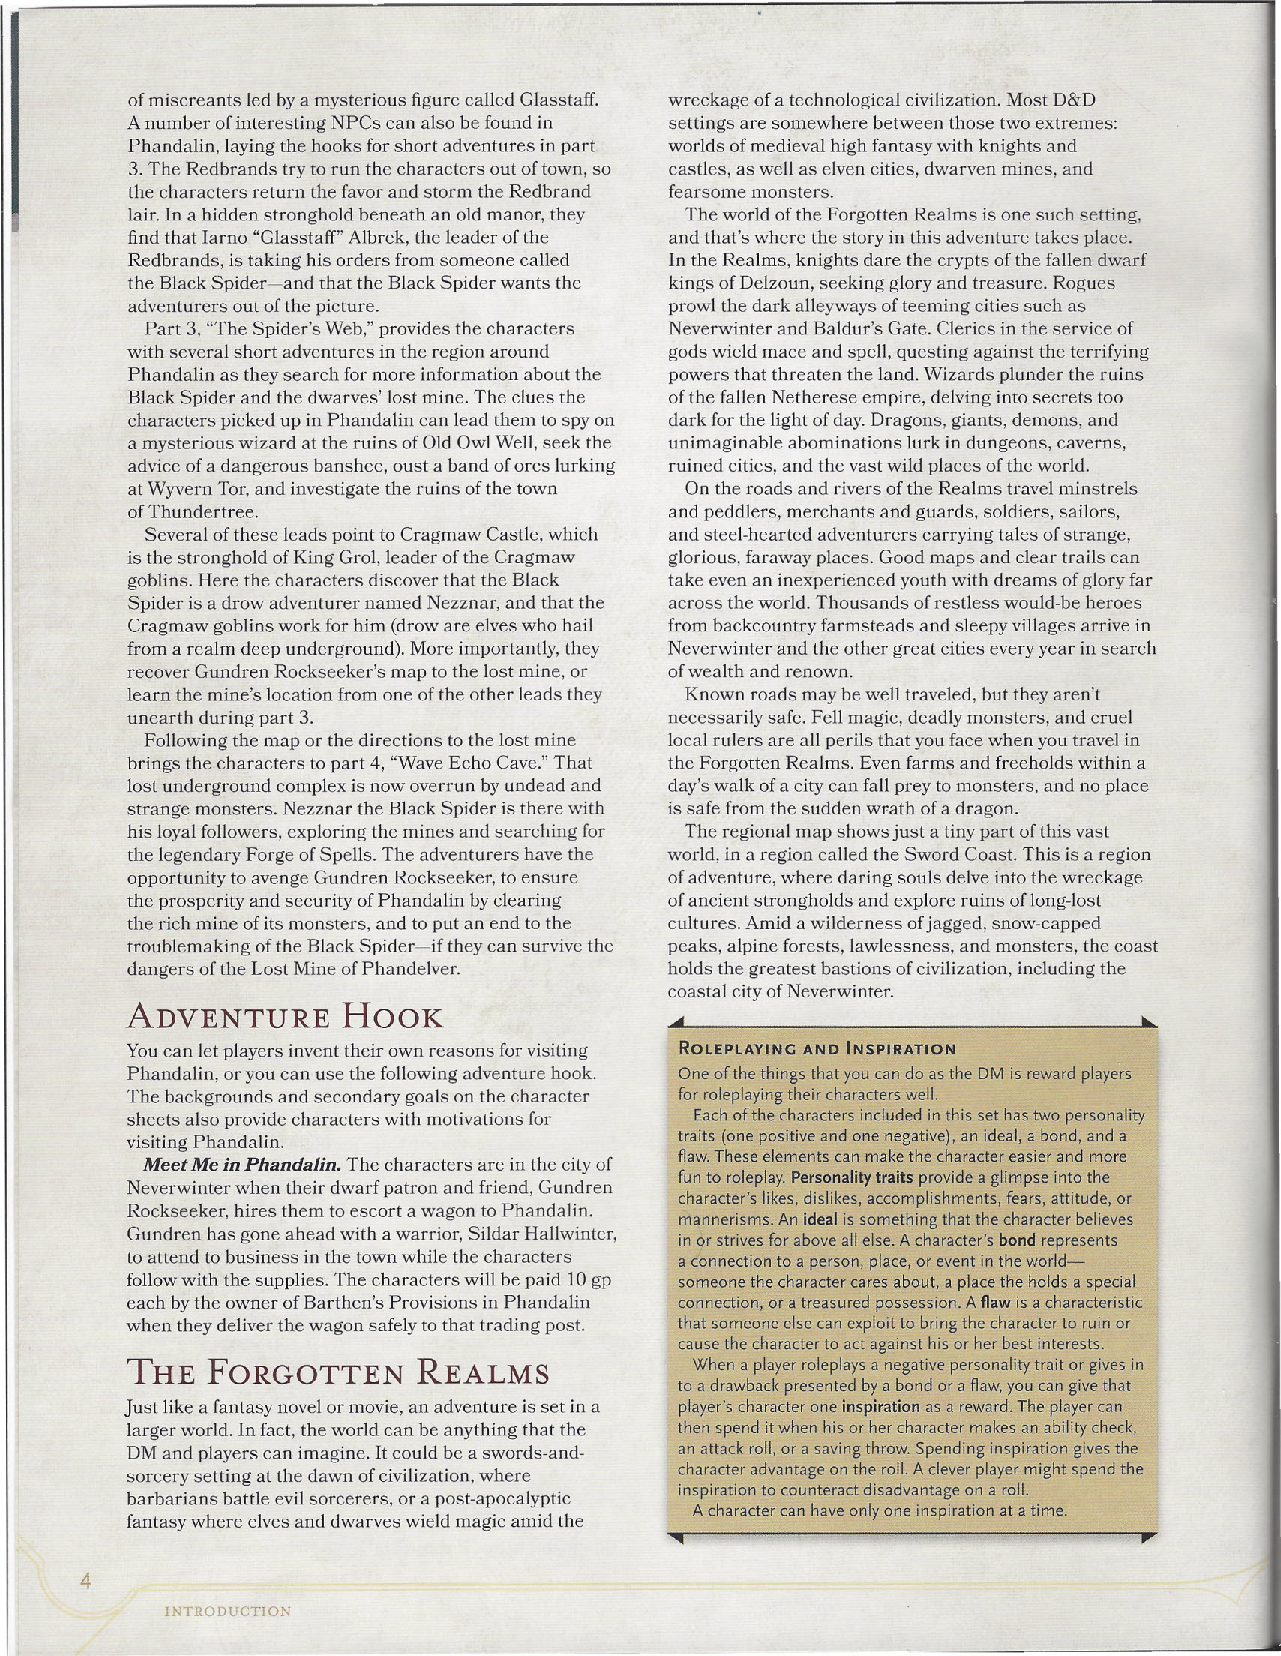 of miscreants led by a mysterious figure called Glasstaff.
A number of interesting NPCs can also be found in
Phandalin, laying the hooks for short adventures in part
3. The Redbrands try to run the characters out of town, so
the characters return the favor and storm the Redbrand
lair. In a hidden stronghold beneath an old manor, they
find that Iarno “Glasstaff” Albrek, the leader of the
Redbrands, is taking his orders from someone called
the Black Spider—and that the Black Spider wants the
adventurers out of the picture.
Part 3, “The Spider’s Web,” provides the characters
with several short adventures in the region around
Phandalin as they search for more information about the
Black Spider and the dwarves’ lost mine. The clues the
characters picked up in Phandalin can lead them to spy on
a mysterious wizard at the ruins of Old Owl Well, seek the
advice of a dangerous banshee, oust a band of orcs lurking
at Wyvern Tor, and investigate the ruins of the town
of Thundertree.
Several of these leads point to Cragmaw Castle, which
is the stronghold of King Grol, leader of the Cragmaw
goblins. Here the characters discover that the Black
Spider is a drow adventurer named Nezznar, and that the
Cragmaw goblins work for him (drow are elves who hail
from a realm deep underground). More importantly, they
recover Gundren Rockseeker’s map to the lost mine, or
learn the mine’s location from one of the other leads they
unearth during part 3.
Following the map or the directions to the lost mine
brings the characters to part 4, “Wave Echo Cave.” That
lost underground complex is now overrun by undead and
strange monsters. Nezznar the Black Spider is there with
his loyal followers, exploring the mines and searching for
the legendary Forge of Spells. The adventurers have the
opportunity to avenge Gundren Rockseeker, to ensure
the prosperity and security of Phandalin by clearing
the rich mine of its monsters, and to put an end to the
troublemaking of the Black Spider—if they can survive the
dangers of the Lost Mine of Phandelver.
ADVENTURE HOOK
You can let players invent their own reasons for visiting
Phandalin, or you can use the following adventure hook.
The backgrounds and secondary goals on the character
sheets also provide characters with motivations for
visiting Phandalin.
Meet Me in Phandalin. The characters are in the city of
Neverwinter when their dwarf patron and friend, Gundren
Rockseeker, hires them to escort a wagon to Phandalin.
Gundren has gone ahead with a warrior, Sildar Hallwinter,
to attend to business in the town while the characters
follow with the supplies. The characters will be paid 10 gp
each by the owner of Barthen’s Provisions in Phandalin
when they deliver the wagon safely to that trading post.
THE FORGOTTEN REALMS
Just like a fantasy novel or movie, an adventure is set in a
larger world. In fact, the world can be anything that the
DM and players can imagine. It could be a swords-and-
sorcery setting at the dawn of civilization, where
barbarians battle evil sorcerers, or a post-apocalyptic
fantasy where elves and dwarves wield magic amid the
wreckage of a technological civilization. Most D&D
settings are somewhere between those two extremes:
worlds of medieval high fantasy with knights and
castles, as well as elven cities, dwarven mines, and
fearsome monsters.
The world of the Forgotten Realms is one such setting,
and that’s where the story in this adventure takes place.
In the Realms, knights dare the crypts of the fallen dwarf
kings of Delzoun, seeking glory and treasure. Rogues
prowl the dark alleyways of teeming cities such as
Neverwinter and Baldur’s Gate. Clerics in the service of
gods wield mace and spell, questing against the terrifying
powers that threaten the land. Wizards plunder the ruins
of the fallen Netherese empire, delving into secrets too
dark for the light of day. Dragons, giants, demons, and
unimaginable abominations lurk in dungeons, caverns,
ruined cities, and the vast wild places of the world.
On the roads and rivers of the Realms travel minstrels
and peddlers, merchants and guards, soldiers, sailors,
and steel-hearted adventurers carrying tales of strange,
glorious, faraway places. Good maps and clear trails can
take even an inexperienced youth with dreams of glory far
across the world. Thousands of restless would-be heroes
from backcountry farmsteads and sleepy villages arrive in
Neverwinter and the other great cities every year in search
of wealth and renown.
Known roads may be well traveled, but they aren’t
necessarily safe. Fell magic, deadly monsters, and cruel
local rulers are all perils that you face when you travel in
the Forgotten Realms. Even farms and freeholds within a
day’s walk of a city can fall prey to monsters, and no place
is safe from the sudden wrath of a dragon.
The regional map shows just a tiny part of this vast
world, in a region called the Sword Coast. This is a region
of adventure, where daring souls delve into the wreckage
of ancient strongholds and explore ruins of long-lost
cultures. Amid a wilderness of jagged, snow-capped
peaks, alpine forests, lawlessness, and monsters, the coast
holds the greatest bastions of civilization, including the
coastal city of Neverwinter.
ROLEPLAYING AND INSPIRATION
One of the things that you can do as the DM is reward players
for roleplaying their characters well.
Each of the characters included in this set has two personality
traits (one positive and one negative), an ideal, a bond, and a
flaw. These elements can make the character easier and more
fun to roleplay. Personality traits provide a glimpse into the
character’s likes, dislikes, accomplishments, fears, attitude, or
mannerisms. An ideal is something that the character believes
in or strives for above all else. A character’s bond represents
a connection to a person, place, or event in the world—
someone the character cares about, a place the holds a special
connection, or a treasured possession. A flaw is a characteristic
that someone else can exploit to bring the character to ruin or
cause the character to act against his or her best interests.
When a player roleplays a negative personality trait or gives in
to a drawback presented by a bond or a flaw, you can give that
player’s character one inspiration as a reward. The player can
then spend it when his or her character makes an ability check,
an attack roll, or a saving throw. Spending inspiration gives the
character advantage on the roll. A clever player might spend the
inspiration to counteract disadvantage on a roll.
A character can have only one inspiration at a time.
4
INTRODUCTION